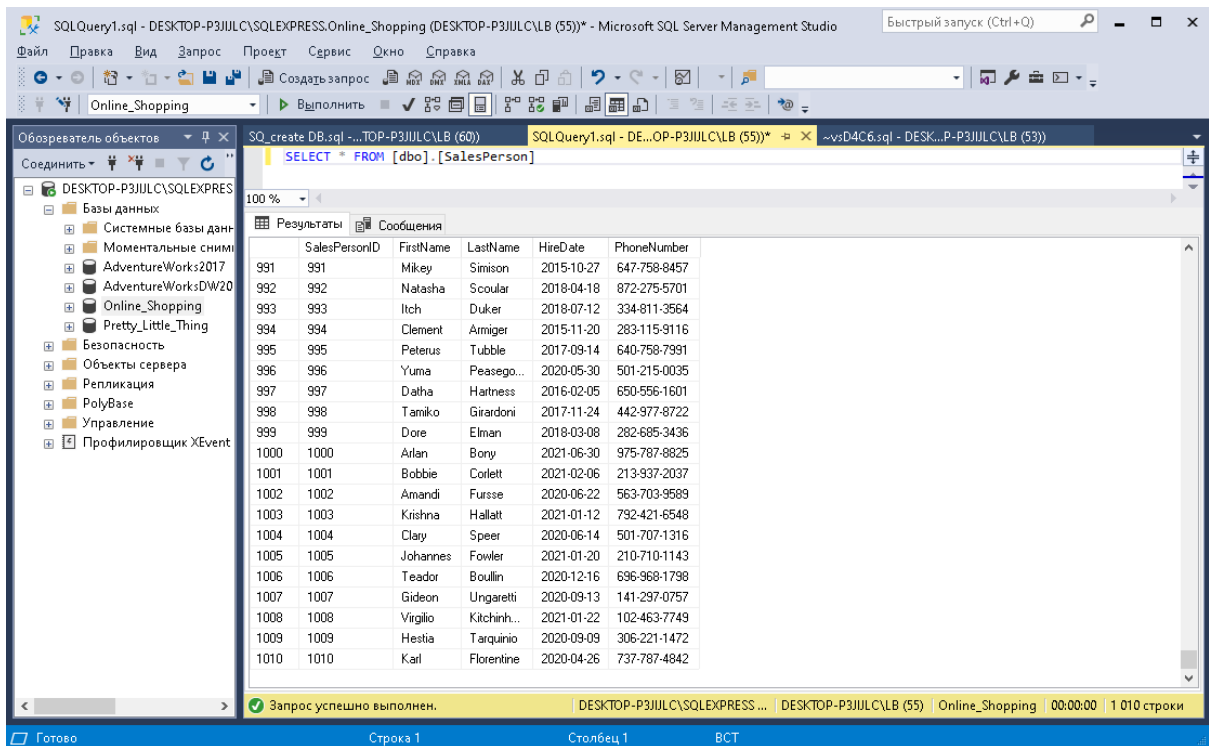 SQLQuery1.sql - DESKTOP-P3JIJLC\SQLEXPRESS.Online_Shopping (DESKTOP-P3JIJLC\LB (55))* - Microsoft SQL Server Management Studio Быстрый запуск (Ctrl+Q)
Файл Правка Вид Запрос Проект Сервис Окно Справка
Создать запрос MDX DMX XMLA DAX
Online_Shopping Выполнить
Обозреватель объектов SQ_create DB.sql -...TOP-P3JIJLC\LB (60)) SQLQuery1.sql - DE...OP-P3JIJLC\LB (55))* ~vsD4C6.sql - DESK...P-P3JIJLC\LB (53))
Соединить SELECT * FROM [dbo].[SalesPerson]
DESKTOP-P3JIJLC\SQLEXPRES
Базы данных
Системные базы данн
Моментальные сними
AdventureWorks2017
AdventureWorksDW20
Online_Shopping
Pretty_Little_Thing
Безопасность
Объекты сервера
Репликация
PolyBase
Управление
Профилировщик XEvent
100 %
Результаты Сообщения
SalesPersonID FirstName LastName HireDate PhoneNumber
991 991 Mikey Simison 2015-10-27 647-758-8457
992 992 Natasha Scoular 2018-04-18 872-275-5701
993 993 Itch Duker 2018-07-12 334-811-3564
994 994 Clement Armiger 2015-11-20 283-115-9116
995 995 Peterus Tubble 2017-09-14 640-758-7991
996 996 Yuma Peasego... 2020-05-30 501-215-0035
997 997 Datha Hartness 2016-02-05 650-556-1601
998 998 Tamiko Girardoni 2017-11-24 442-977-8722
999 999 Dore Elman 2018-03-08 282-685-3436
1000 1000 Arlan Bony 2021-06-30 975-787-8825
1001 1001 Bobbie Corlett 2021-02-06 213-937-2037
1002 1002 Amandi Fursse 2020-06-22 563-703-9589
1003 1003 Krishna Hallatt 2021-01-12 792-421-6548
1004 1004 Clary Speer 2020-06-14 501-707-1316
1005 1005 Johannes Fowler 2021-01-20 210-710-1143
1006 1006 Teador Boullin 2020-12-16 696-968-1798
1007 1007 Gideon Ungaretti 2020-09-13 141-297-0757
1008 1008 Virgilio Kitchinh... 2021-01-22 102-463-7749
1009 1009 Hestia Tarquinio 2020-09-09 306-221-1472
1010 1010 Karl Florentine 2020-04-26 737-787-4842
Запрос успешно выполнен. DESKTOP-P3JIJLC\SQLEXPRESS ... DESKTOP-P3JIJLC\LB (55) Online_Shopping 00:00:00 1 010 строки
Готово Строка 1 Столбец 1 ВСТ